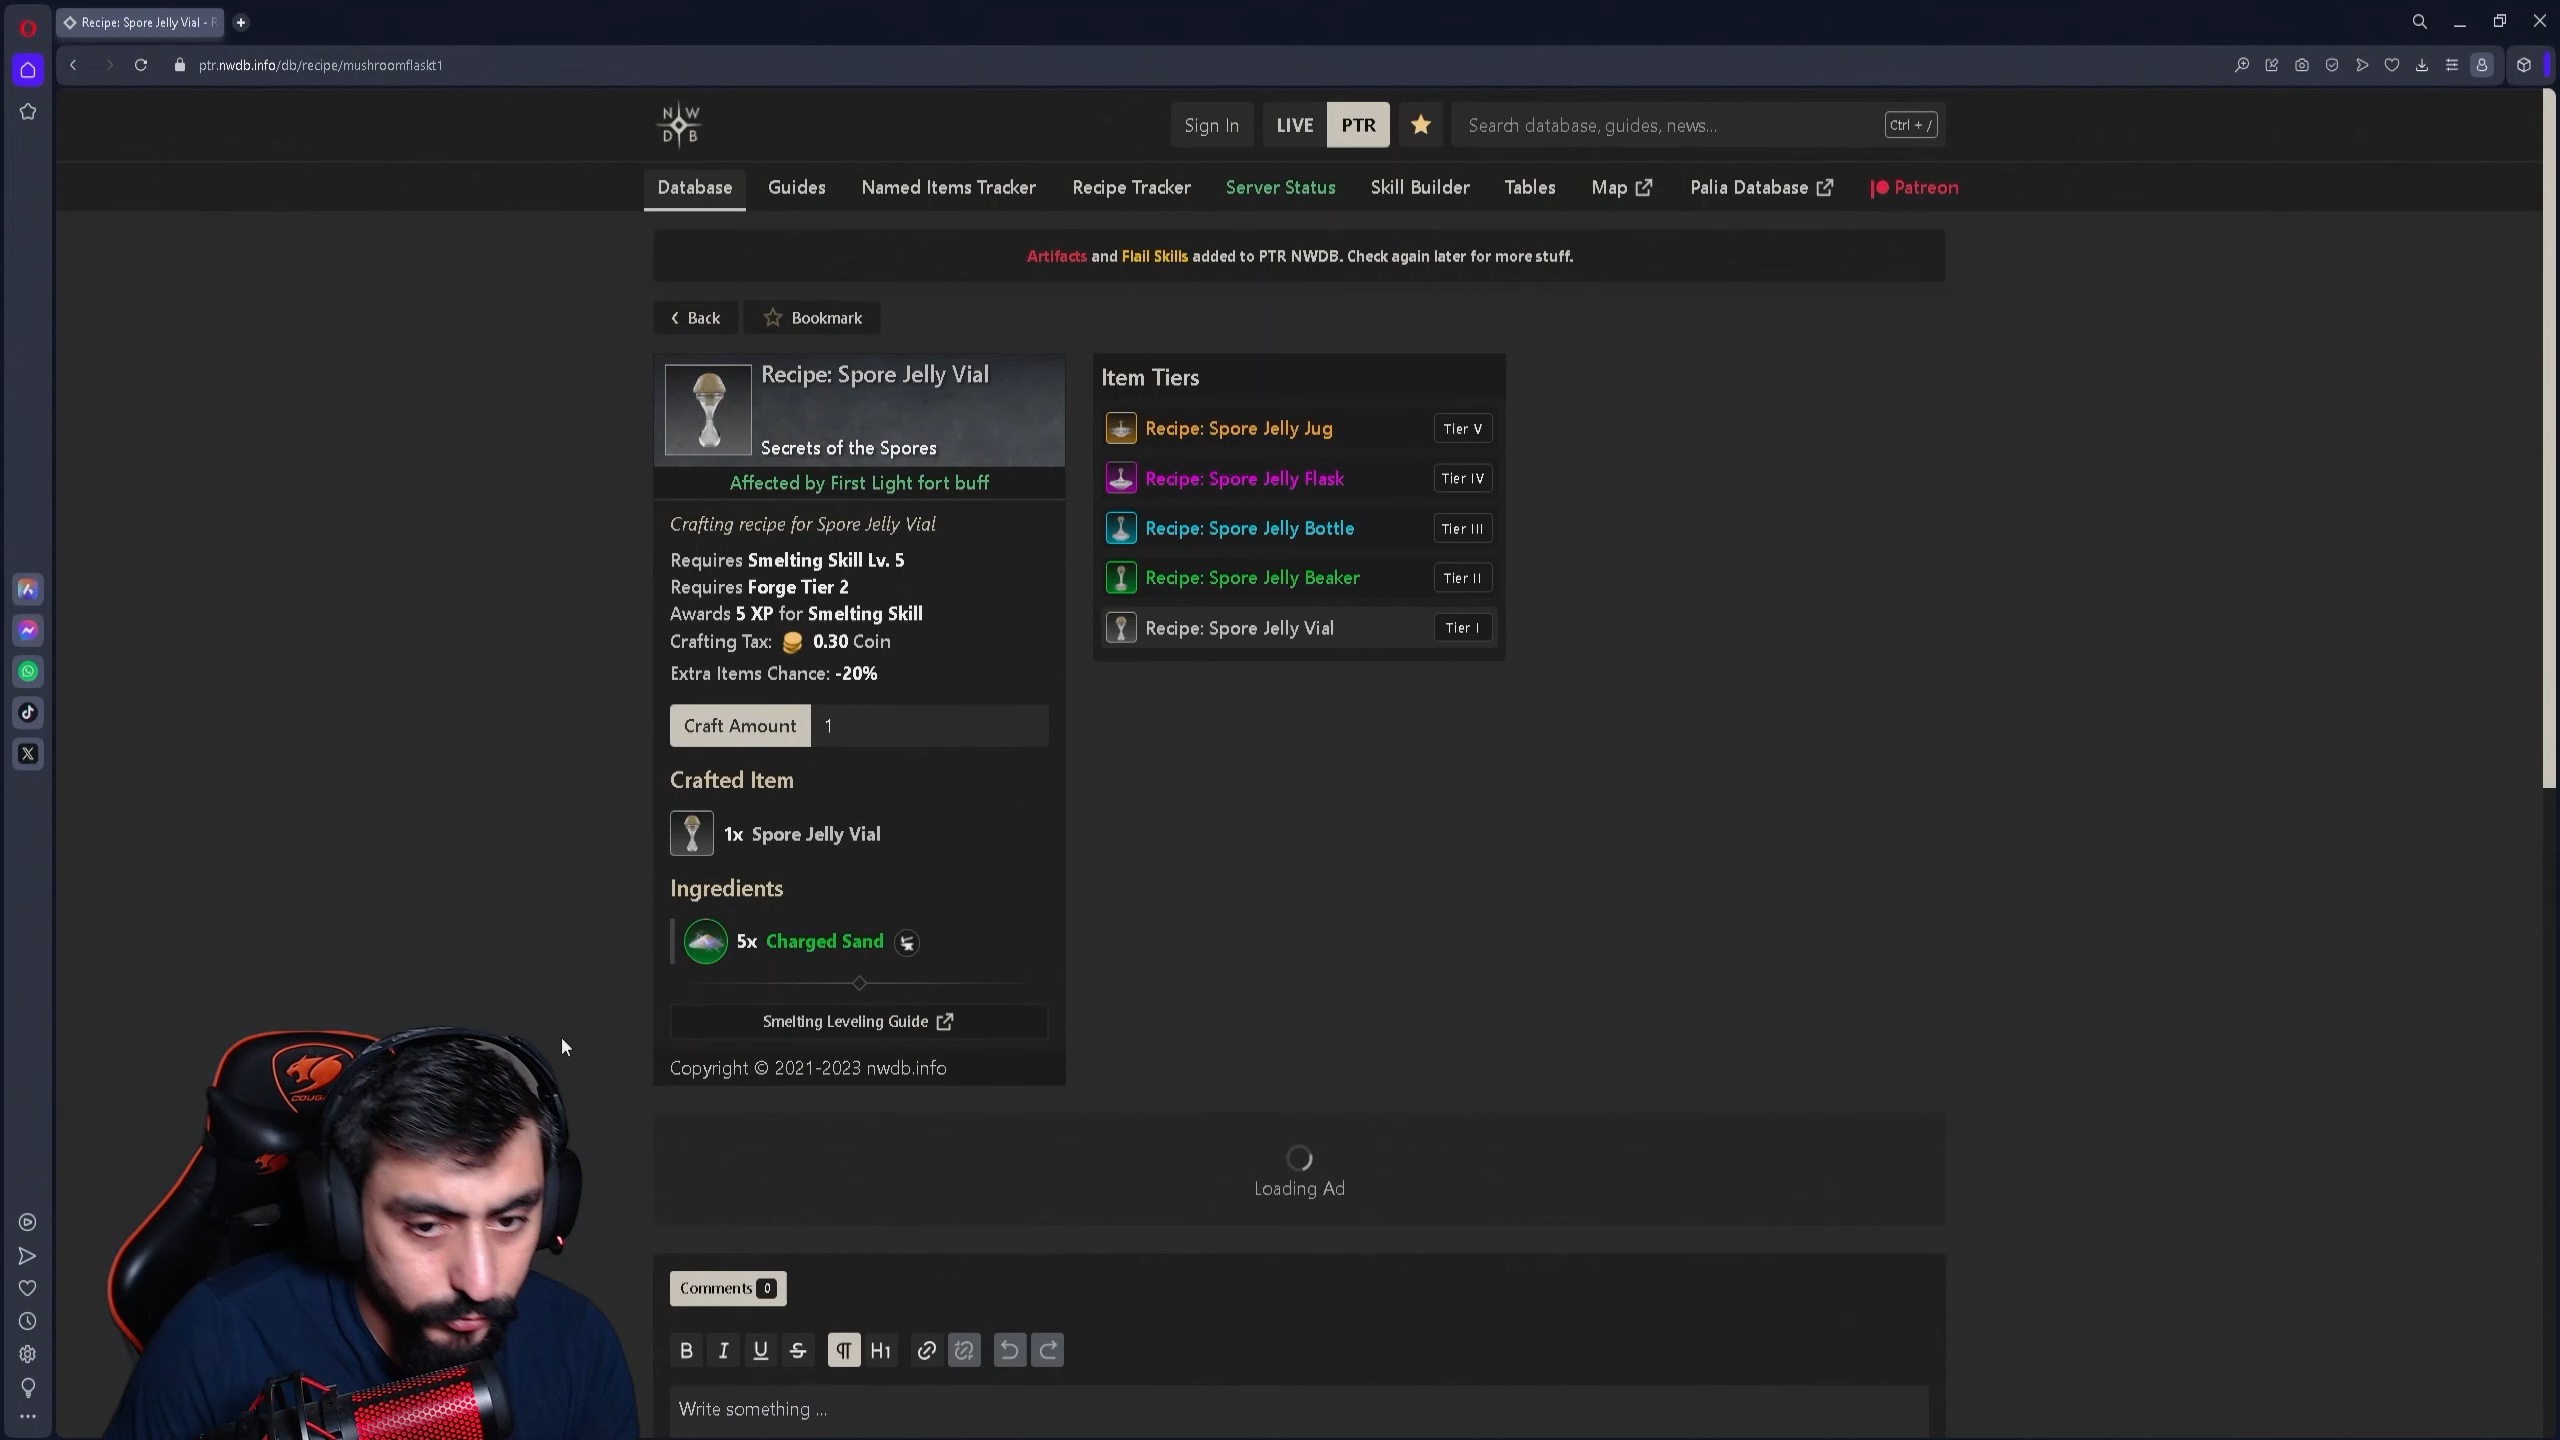 Recipe: Spore Jelly Vial - R
ptr.nwdb.info/db/recipe/mushroomflaskt1
N W
D B
Sign In
LIVE
PTR
Search database, guides, news...
Ctrl + /
Database
Guides
Named Items Tracker
Recipe Tracker
Server Status
Skill Builder
Tables
Map
Palia Database
Patreon
Artifacts and Flail Skills added to PTR NWDB. Check again later for more stuff.
Back
Bookmark
Recipe: Spore Jelly Vial
Secrets of the Spores
Affected by First Light fort buff
Crafting recipe for Spore Jelly Vial
Requires Smelting Skill Lv. 5
Requires Forge Tier 2
Awards 5 XP for Smelting Skill
Crafting Tax: 0.30 Coin
Extra Items Chance: -20%
Craft Amount 1
Crafted Item
1x Spore Jelly Vial
Ingredients
5x Charged Sand
Smelting Leveling Guide
Copyright © 2021-2023 nwdb.info
Item Tiers
Recipe: Spore Jelly Jug Tier V
Recipe: Spore Jelly Flask Tier IV
Recipe: Spore Jelly Bottle Tier III
Recipe: Spore Jelly Beaker Tier II
Recipe: Spore Jelly Vial Tier I
Loading Ad
Comments 0
B I U S ¶ H1
Write something ...
COUGAR